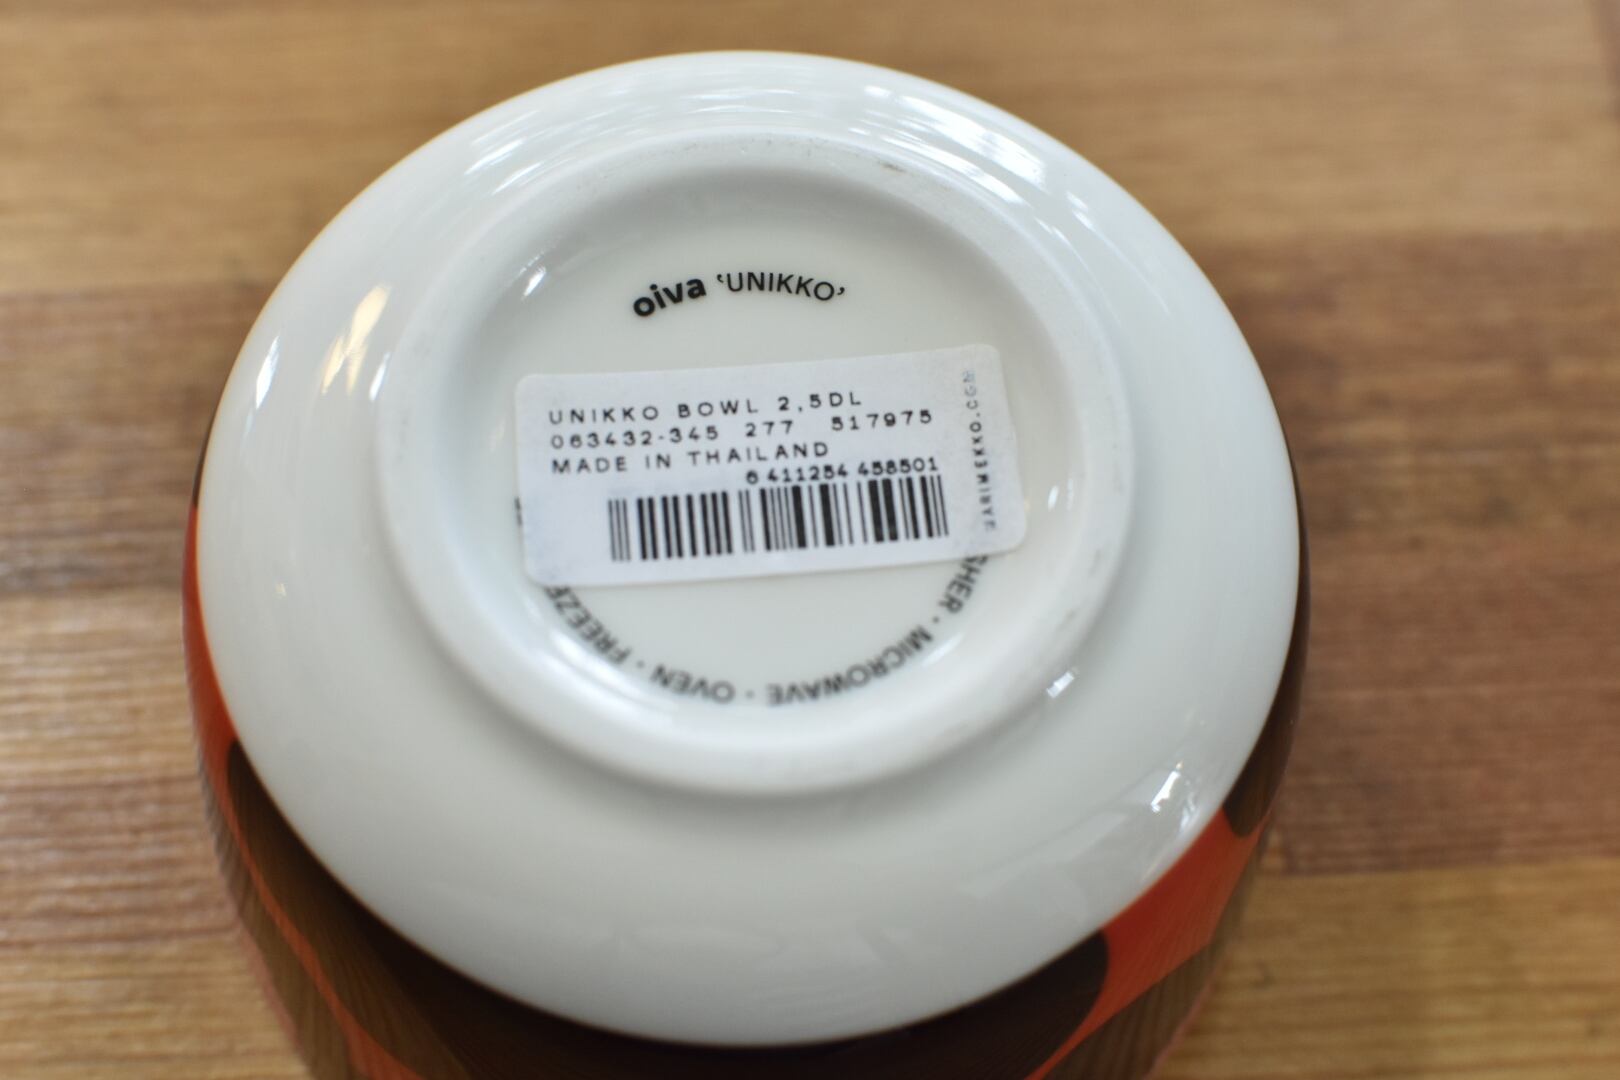 oiva ‘UNIKKO’
UNIKKO BOWL 2,5DL
063432-345 277 517975
MADE IN THAILAND
6 411254 458501
MARIMEKKO.COM
MICROWAVE · OVEN ·